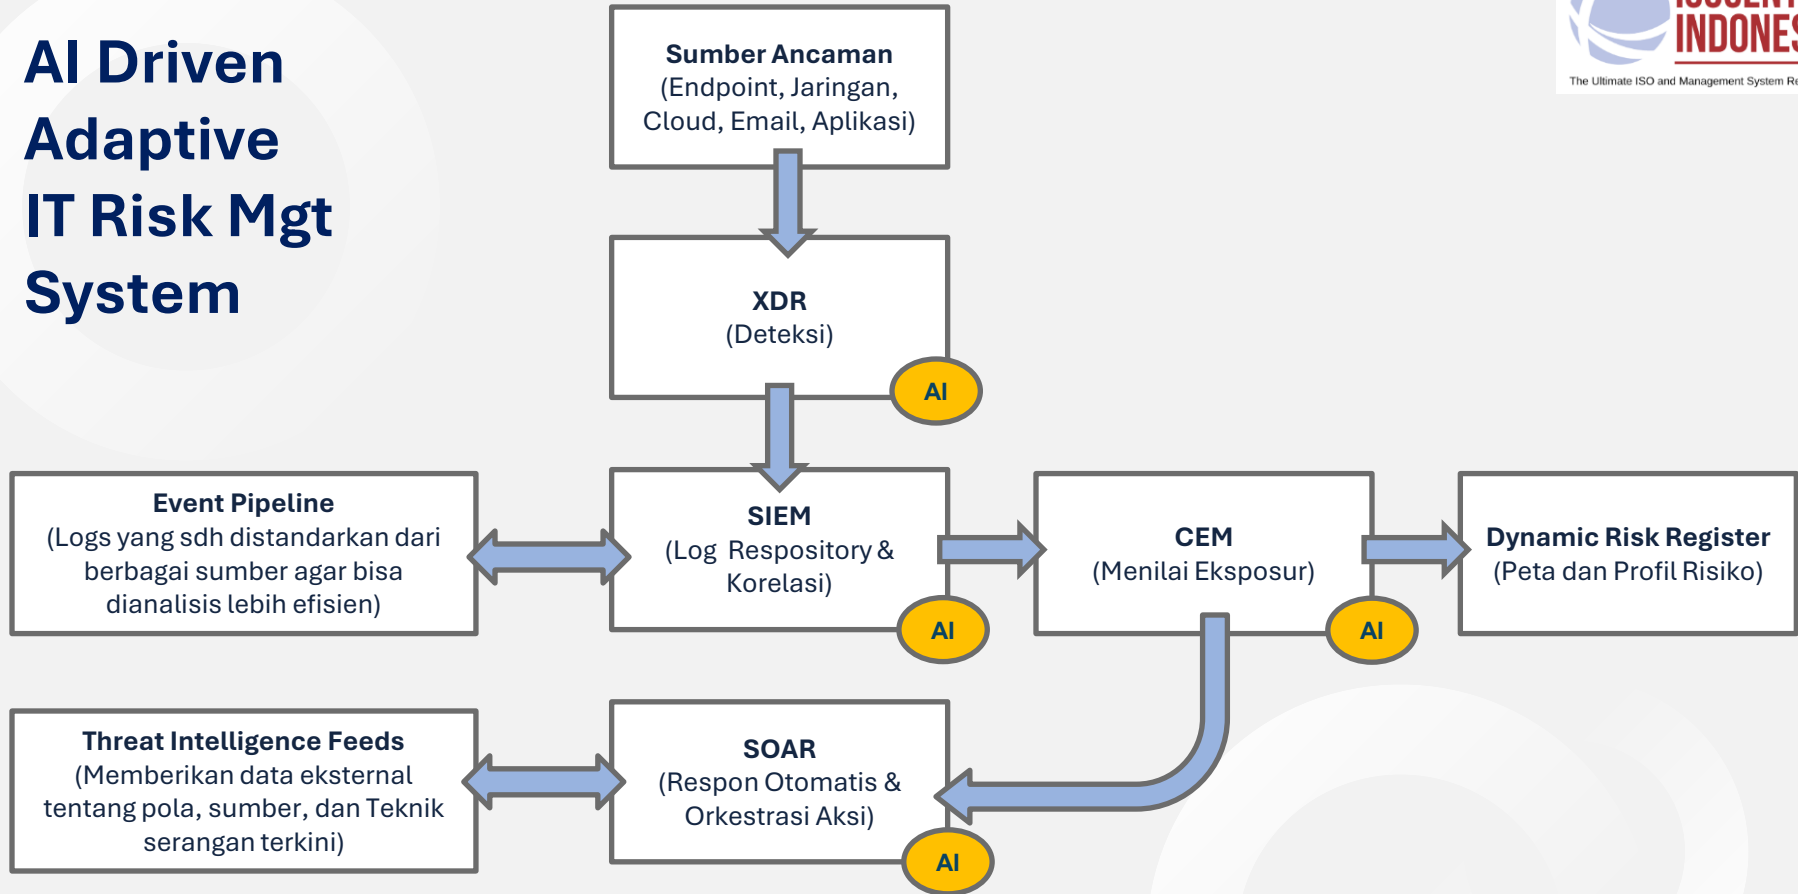 AI Driven
Adaptive
IT Risk Mgt
System
INDONES
The Ultimate ISO and Management System Re
Sumber Ancaman
(Endpoint, Jaringan,
Cloud, Email, Aplikasi)
XDR
(Deteksi)
AI
Event Pipeline
(Logs yang sdh distandarkan dari
berbagai sumber agar bisa
dianalisis lebih efisien)
SIEM
(Log Respository &
Korelasi)
AI
CEM
(Menilai Eksposur)
AI
Dynamic Risk Register
(Peta dan Profil Risiko)
Threat Intelligence Feeds
(Memberikan data eksternal
tentang pola, sumber, dan Teknik
serangan terkini)
SOAR
(Respon Otomatis &
Orkestrasi Aksi)
AI